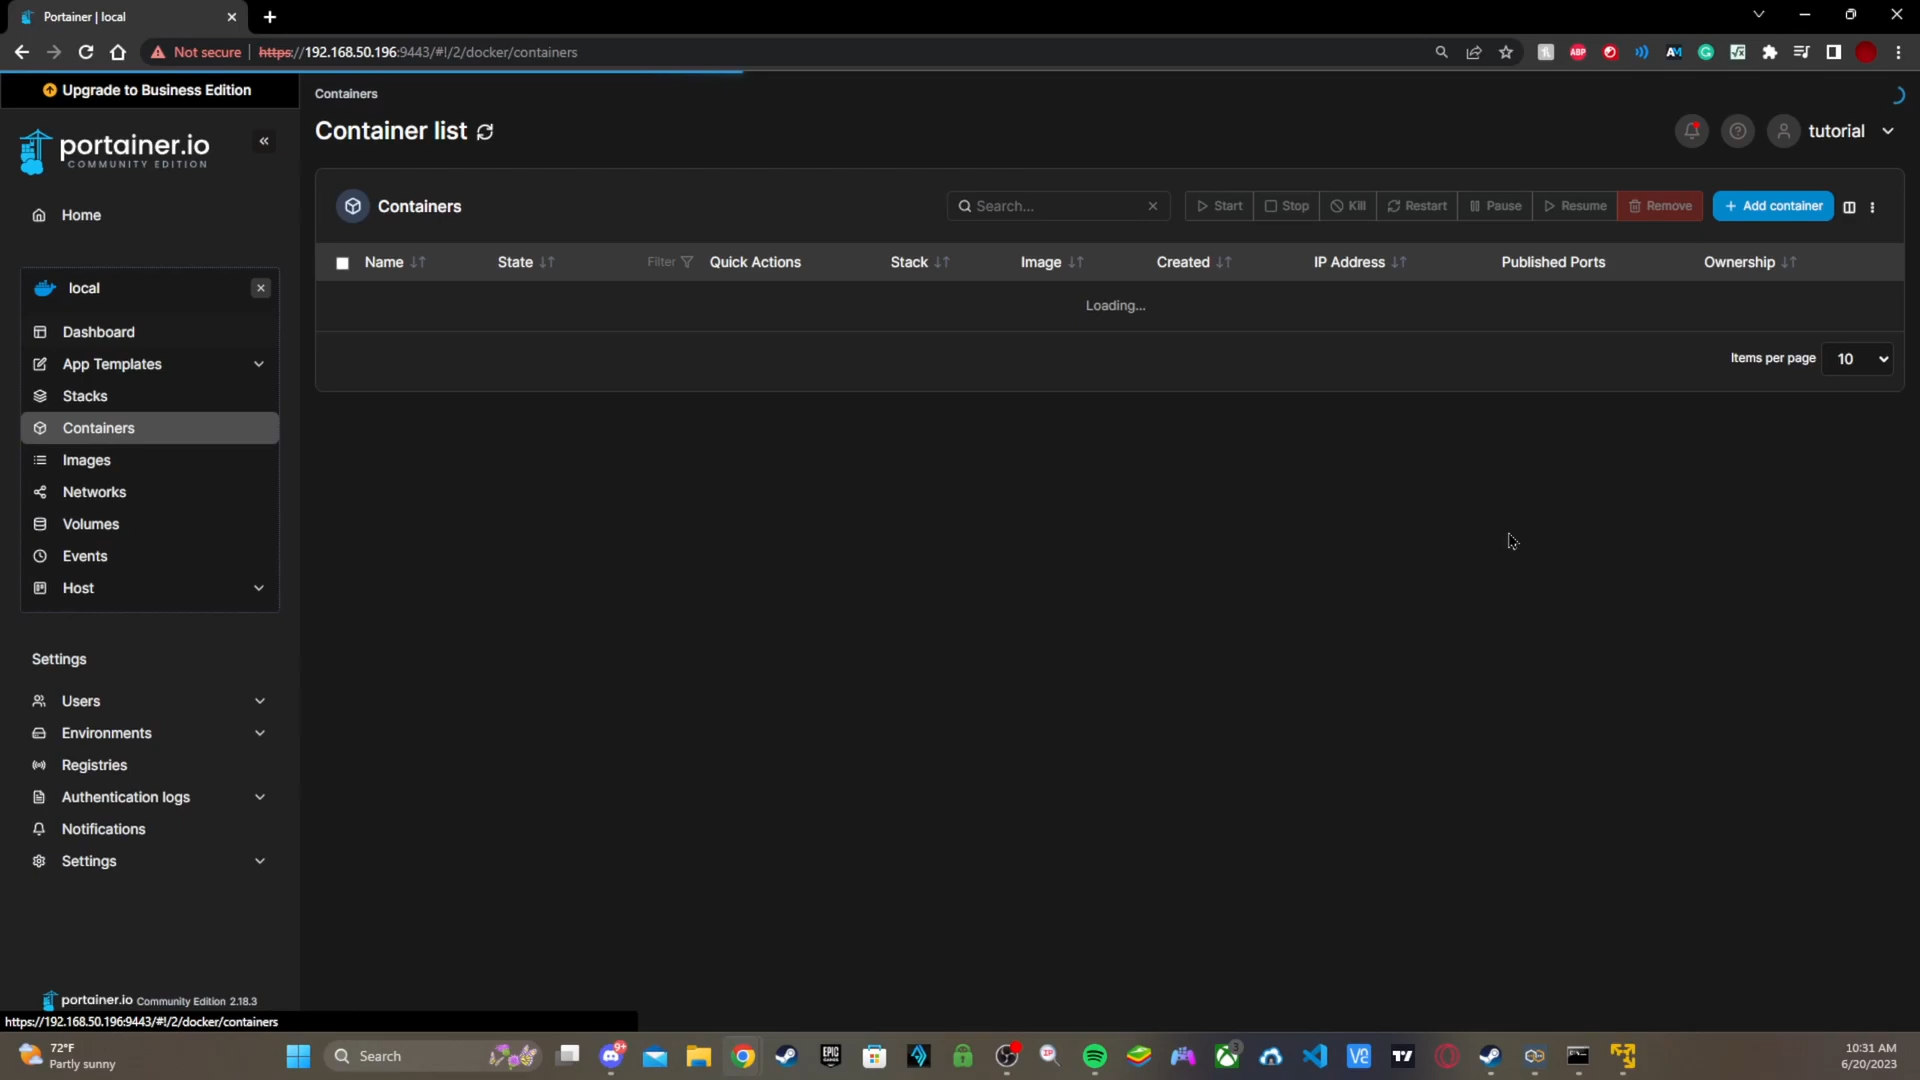 Portainer | local
Not secure | https://192.168.50.196:9443/#!/2/docker/containers
Upgrade to Business Edition
Containers
portainer.io
COMMUNITY EDITION
Container list
tutorial
Home
Containers
Search...
Start
Stop
Kill
Restart
Pause
Resume
Remove
+ Add container
Name
State
Filter
Quick Actions
Stack
Image
Created
IP Address
Published Ports
Ownership
Loading...
Items per page 10
local
Dashboard
App Templates
Stacks
Containers
Images
Networks
Volumes
Events
Host
Settings
Users
Environments
Registries
Authentication logs
Notifications
Settings
portainer.io Community Edition 2.18.3
https://192.168.50.196:9443/#!/2/docker/containers
72°F
Partly sunny
Search
10:31 AM
6/20/2023